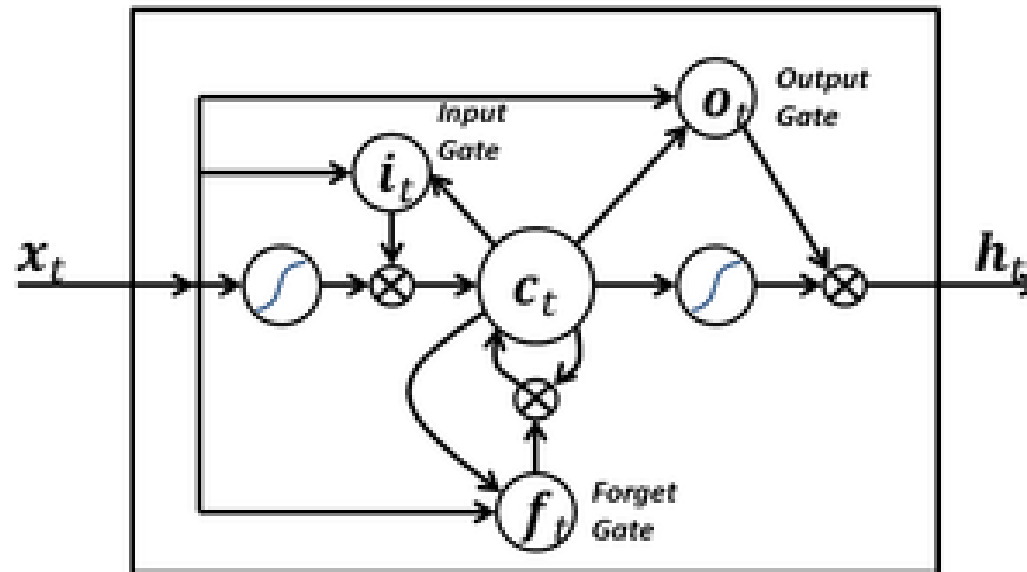 Output
Gate
o_t
Input
Gate
i_t
x_t
c_t
h_t
Forget
Gate
f_t